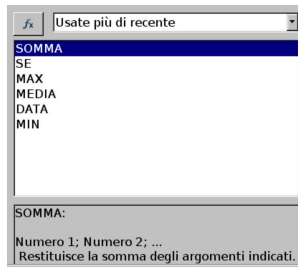 fx Usate più di recente
SOMMA
SE
MAX
MEDIA
DATA
MIN
SOMMA:
Numero 1; Numero 2; ...
Restituisce la somma degli argomenti indicati.